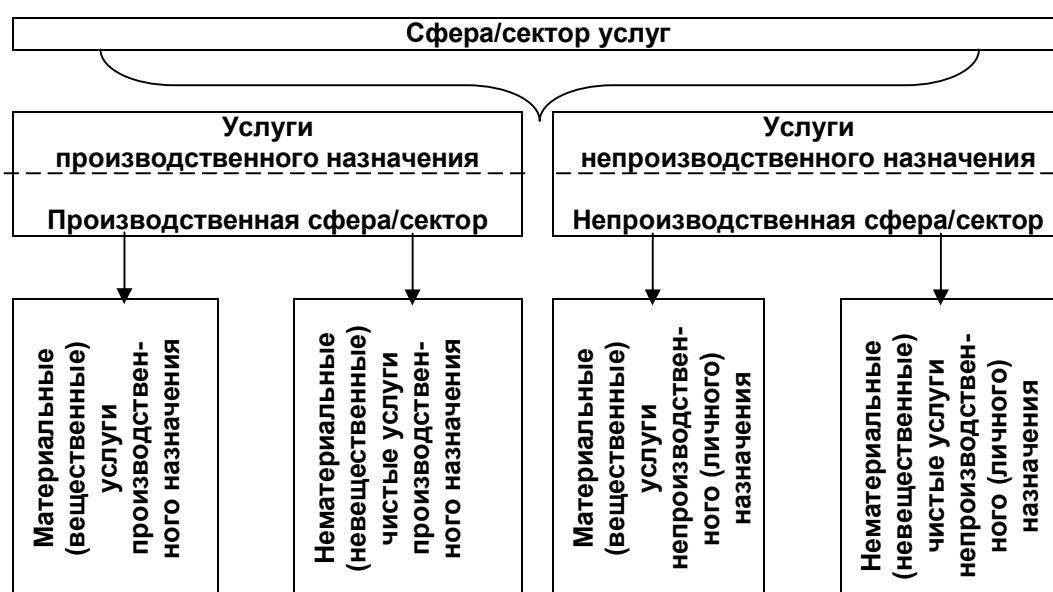 Сфера/сектор услуг
Услуги
производственного назначения
Производственная сфера/сектор
Услуги
непроизводственного назначения
Непроизводственная сфера/сектор
Материальные
(вещественные)
услуги
производствен-
ного назначения
Нематериальные
(невещественные)
чистые услуги
производствен-
ного назначения
Материальные
(вещественные)
услуги
непроизводствен-
ного (личного)
назначения
Нематериальные
(невещественные)
чистые услуги
непроизводствен-
ного (личного)
назначения